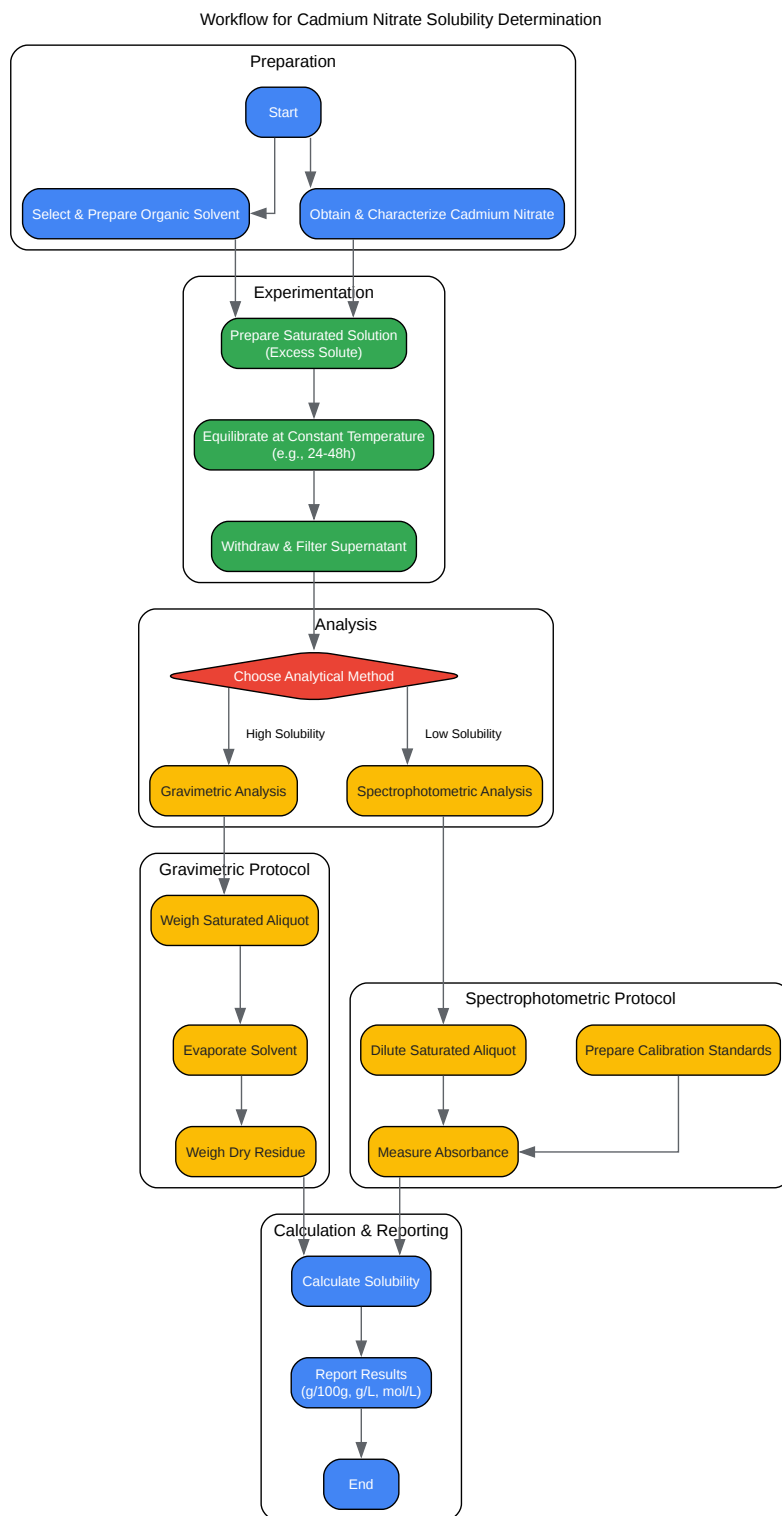 Workflow for Cadmium Nitrate Solubility Determination
Preparation
Start
Select & Prepare Organic Solvent
Obtain & Characterize Cadmium Nitrate
Experimentation
Prepare Saturated Solution
(Excess Solute)
Equilibrate at Constant Temperature
(e.g., 24-48h)
Withdraw & Filter Supernatant
Analysis
Choose Analytical Method
High Solubility
Low Solubility
Gravimetric Analysis
Spectrophotometric Analysis
Gravimetric Protocol
Weigh Saturated Aliquot
Evaporate Solvent
Weigh Dry Residue
Spectrophotometric Protocol
Dilute Saturated Aliquot
Prepare Calibration Standards
Measure Absorbance
Calculation & Reporting
Calculate Solubility
Report Results
(g/100g, g/L, mol/L)
End